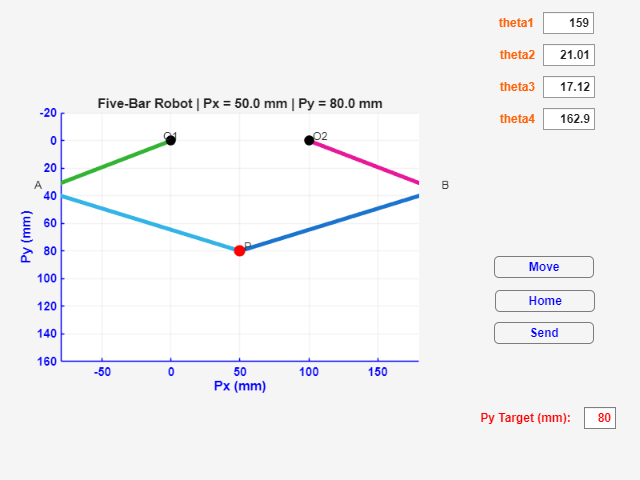 theta1 159
theta2 21.01
theta3 17.12
theta4 162.9
Five-Bar Robot | Px = 50.0 mm | Py = 80.0 mm
-20
0
20
40
60
80
100
120
140
160
Py (mm)
O1
O2
A
B
P
-50 0 50 100 150
Px (mm)
Move
Home
Send
Py Target (mm): 80